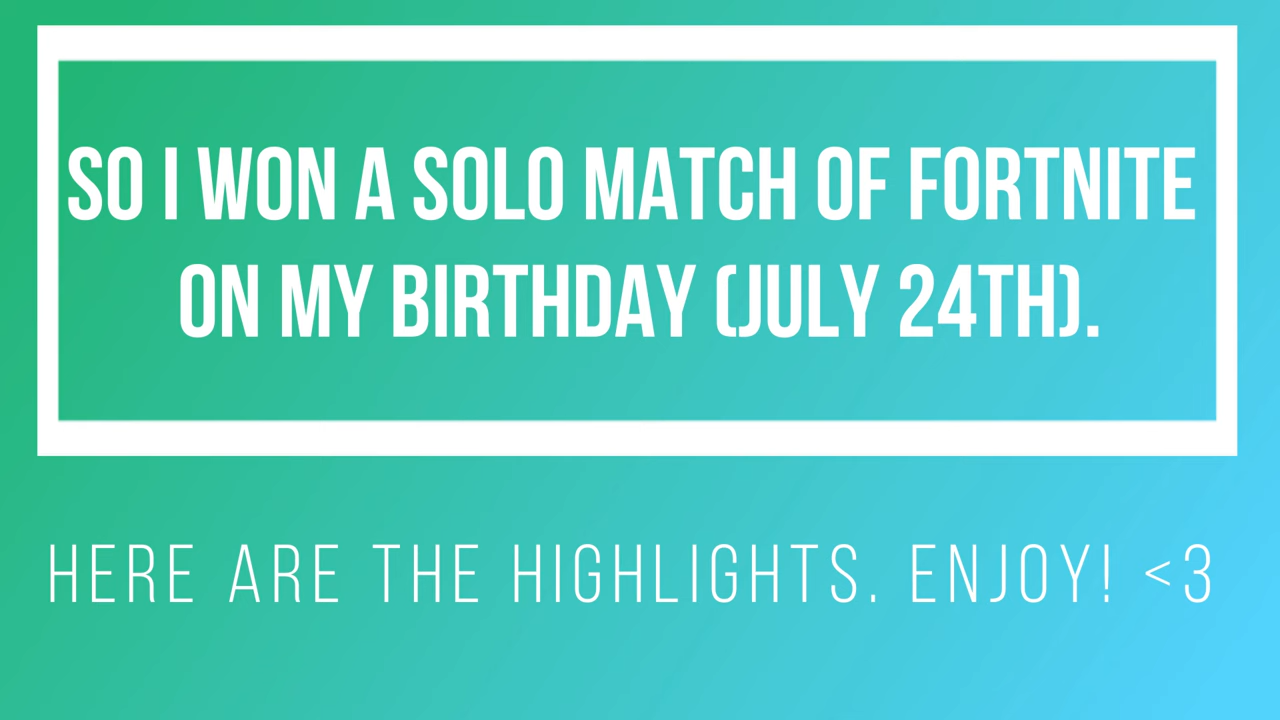 SO I WON A SOLO MATCH OF FORTNITE
ON MY BIRTHDAY (JULY 24TH).
HERE ARE THE HIGHLIGHTS. ENJOY! <3